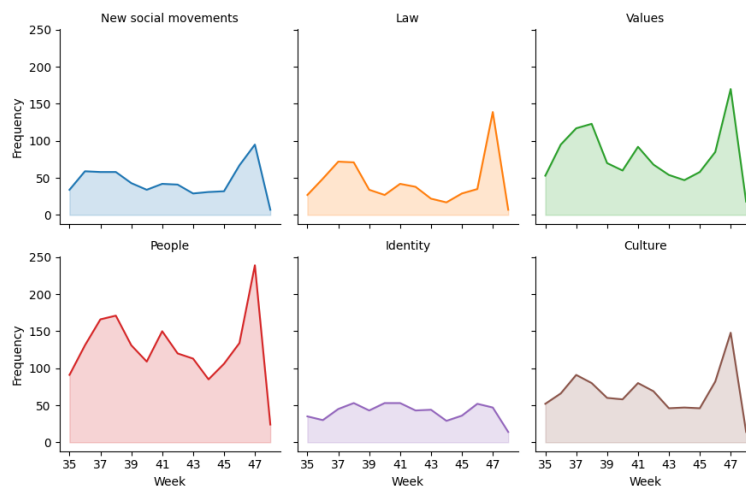 New social movements
Law
Values
250
200
150
100
50
0
Frequency
People
Identity
Culture
250
200
150
100
50
0
Frequency
35 37 39 41 43 45 47
35 37 39 41 43 45 47
35 37 39 41 43 45 47
Week
Week
Week